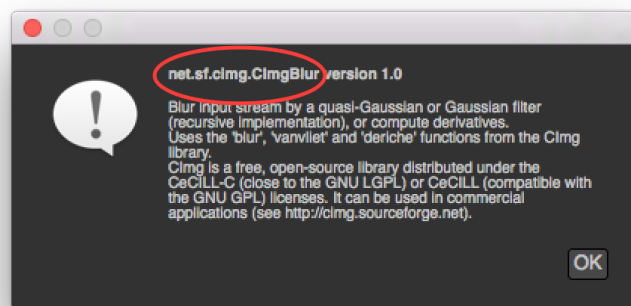 net.sf.cimg.CImgBlur version 1.0
Blur input stream by a quasi-Gaussian or Gaussian filter
(recursive implementation), or compute derivatives.
Uses the 'blur', 'vanvliet' and 'deriche' functions from the CImg
library.
CImg is a free, open-source library distributed under the
CeCILL-C (close to the GNU LGPL) or CeCILL (compatible with
the GNU GPL) licenses. It can be used in commercial
applications (see http://cimg.sourceforge.net).
OK